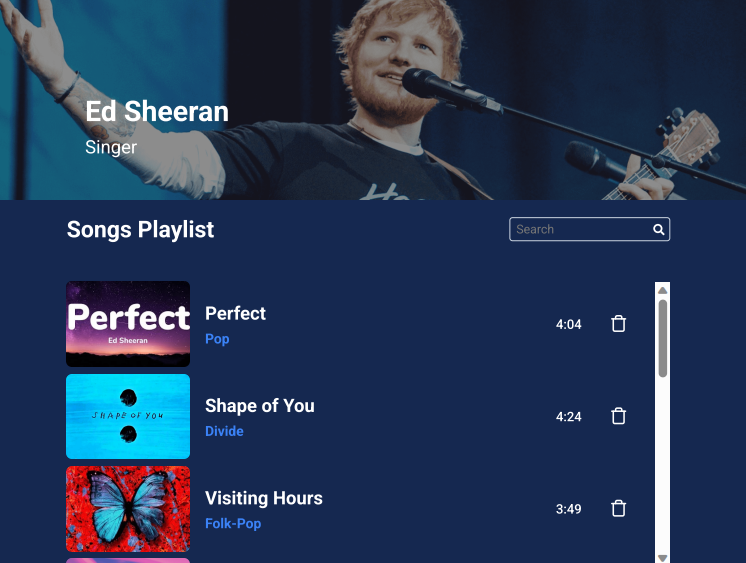 Ed Sheeran
Singer
Songs Playlist
Search
Perfect
Ed Sheeran
Perfect
Pop
4:04
SHAPE OF YOU
Shape of You
Divide
4:24
Visiting Hours
Folk-Pop
3:49